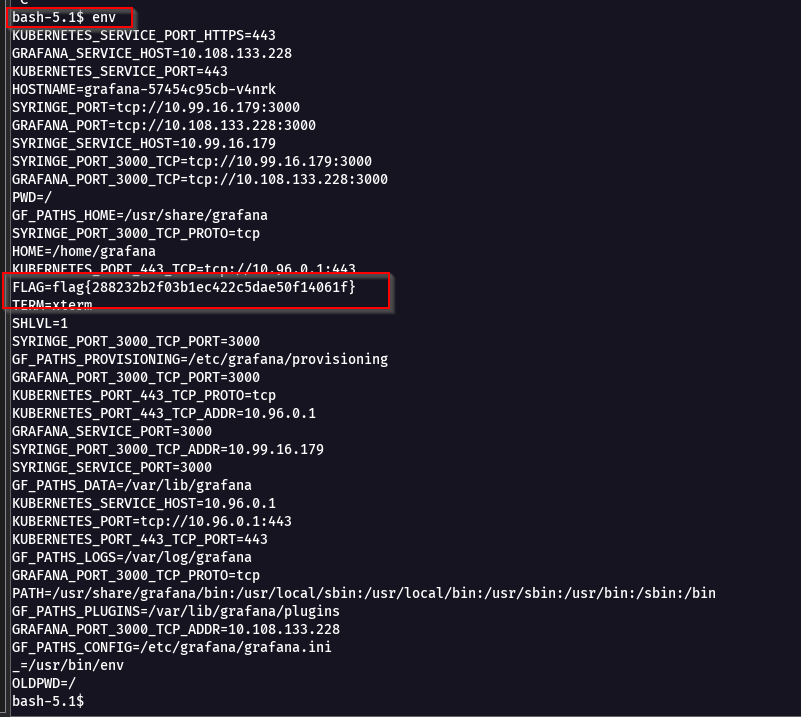 bash-5.1$ env
KUBERNETES_SERVICE_PORT_HTTPS=443
GRAFANA_SERVICE_HOST=10.108.133.228
KUBERNETES_SERVICE_PORT=443
HOSTNAME=grafana-57454c95cb-v4nrk
SYRINGE_PORT=tcp://10.99.16.179:3000
GRAFANA_PORT=tcp://10.108.133.228:3000
SYRINGE_SERVICE_HOST=10.99.16.179
SYRINGE_PORT_3000_TCP=tcp://10.99.16.179:3000
GRAFANA_PORT_3000_TCP=tcp://10.108.133.228:3000
PWD=/
GF_PATHS_HOME=/usr/share/grafana
SYRINGE_PORT_3000_TCP_PROTO=tcp
HOME=/home/grafana
KUBERNETES_PORT_443_TCP=tcp://10.96.0.1:443
FLAG=flag{288232b2f03b1ec422c5dae50f14061f}
TERM=xterm
SHLVL=1
SYRINGE_PORT_3000_TCP_PORT=3000
GF_PATHS_PROVISIONING=/etc/grafana/provisioning
GRAFANA_PORT_3000_TCP_PORT=3000
KUBERNETES_PORT_443_TCP_PROTO=tcp
KUBERNETES_PORT_443_TCP_ADDR=10.96.0.1
GRAFANA_SERVICE_PORT=3000
SYRINGE_PORT_3000_TCP_ADDR=10.99.16.179
SYRINGE_SERVICE_PORT=3000
GF_PATHS_DATA=/var/lib/grafana
KUBERNETES_SERVICE_HOST=10.96.0.1
KUBERNETES_PORT=tcp://10.96.0.1:443
KUBERNETES_PORT_443_TCP_PORT=443
GF_PATHS_LOGS=/var/log/grafana
GRAFANA_PORT_3000_TCP_PROTO=tcp
PATH=/usr/share/grafana/bin:/usr/local/sbin:/usr/local/bin:/usr/sbin:/usr/bin:/sbin:/bin
GF_PATHS_PLUGINS=/var/lib/grafana/plugins
GRAFANA_PORT_3000_TCP_ADDR=10.108.133.228
GF_PATHS_CONFIG=/etc/grafana/grafana.ini
_=/usr/bin/env
OLDPWD=/
bash-5.1$